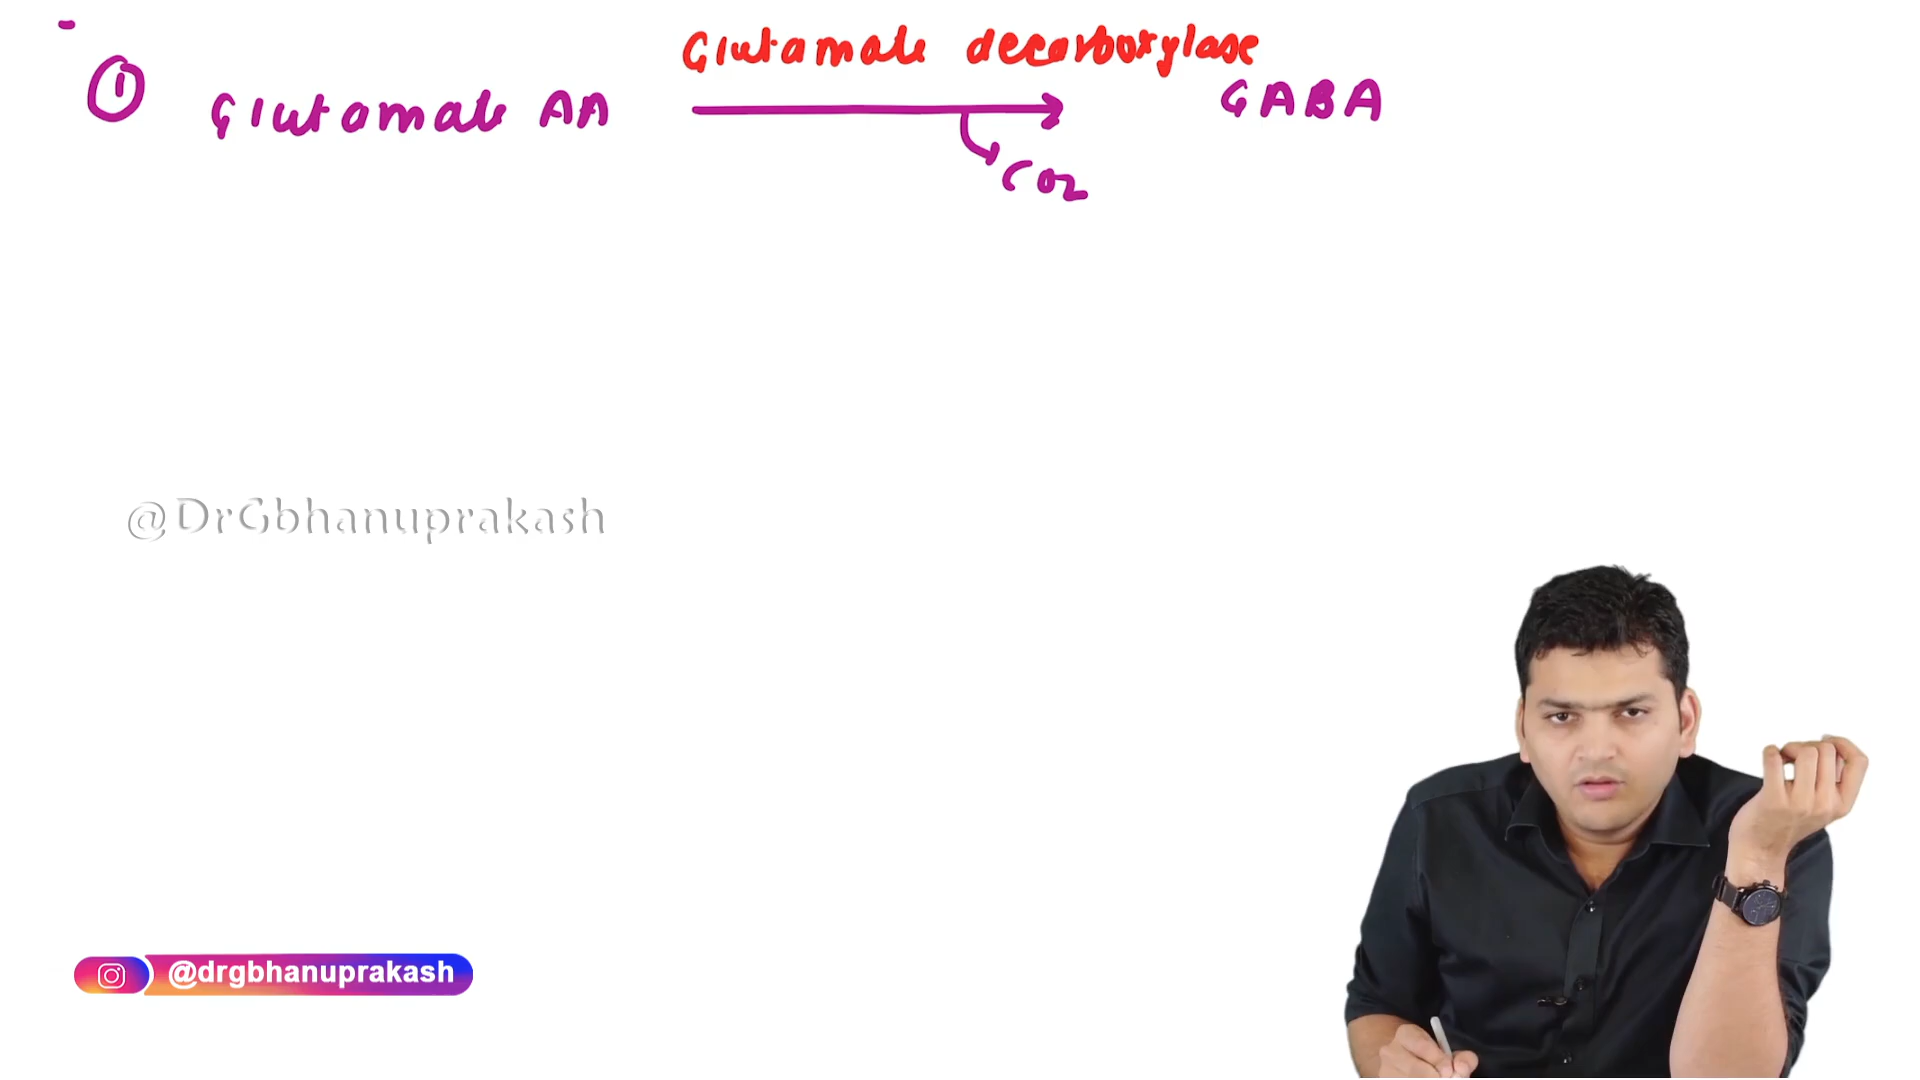 Glutamate decarboxylase
① Glutamate AA → GABA
CO2
@DrGbhanuprakash
@drgbhanuprakash